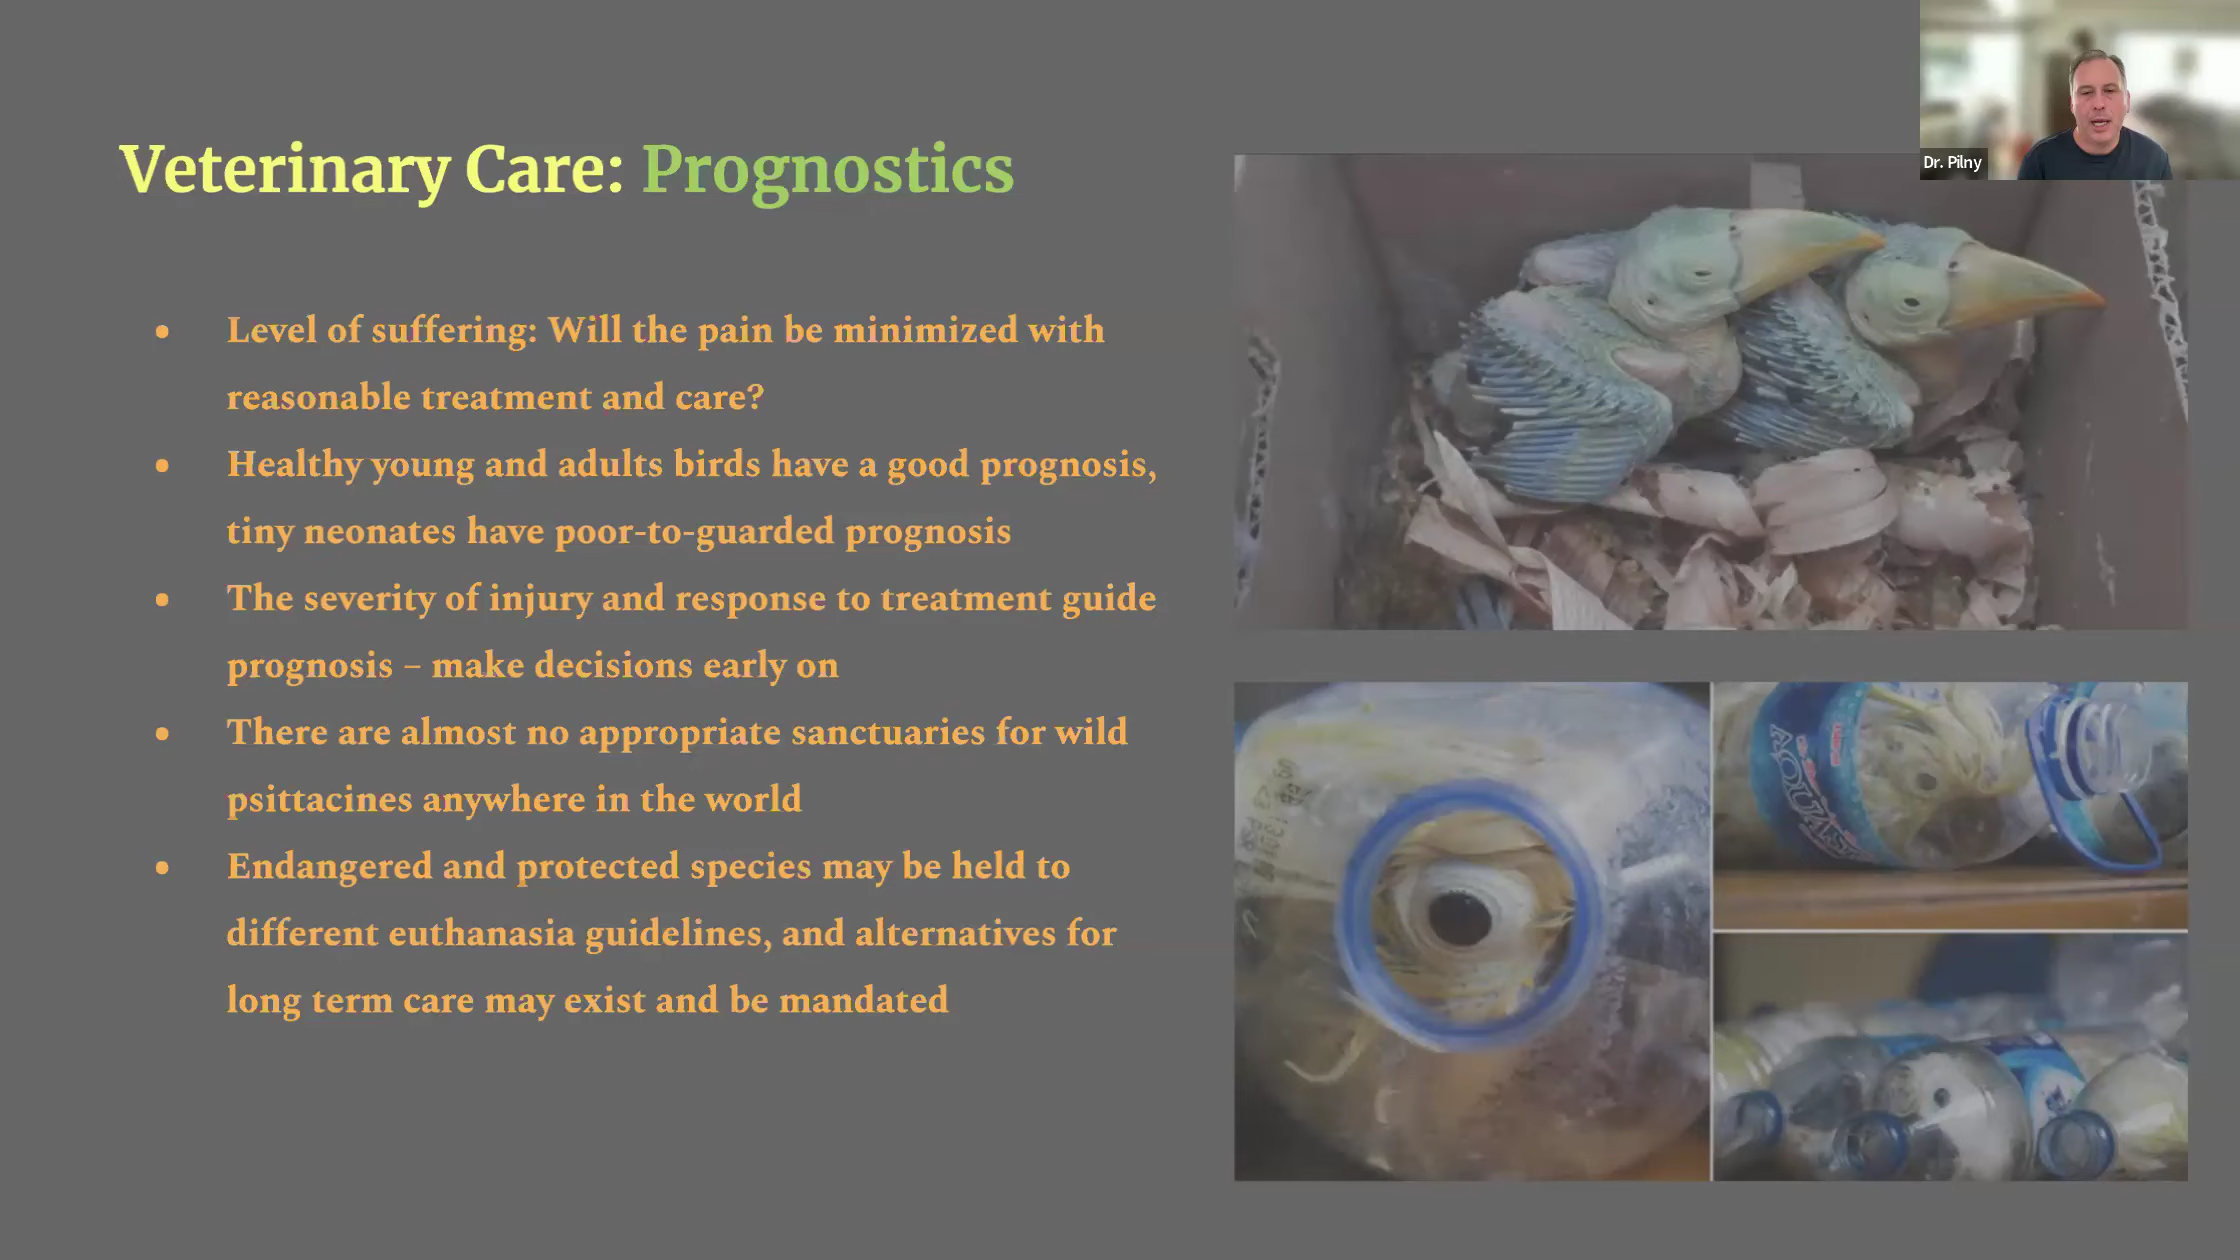 Dr. Pilny
Veterinary Care: Prognostics
• Level of suffering: Will the pain be minimized with
reasonable treatment and care?
• Healthy young and adults birds have a good prognosis,
tiny neonates have poor-to-guarded prognosis
• The severity of injury and response to treatment guide
prognosis – make decisions early on
• There are almost no appropriate sanctuaries for wild
psittacines anywhere in the world
• Endangered and protected species may be held to
different euthanasia guidelines, and alternatives for
long term care may exist and be mandated